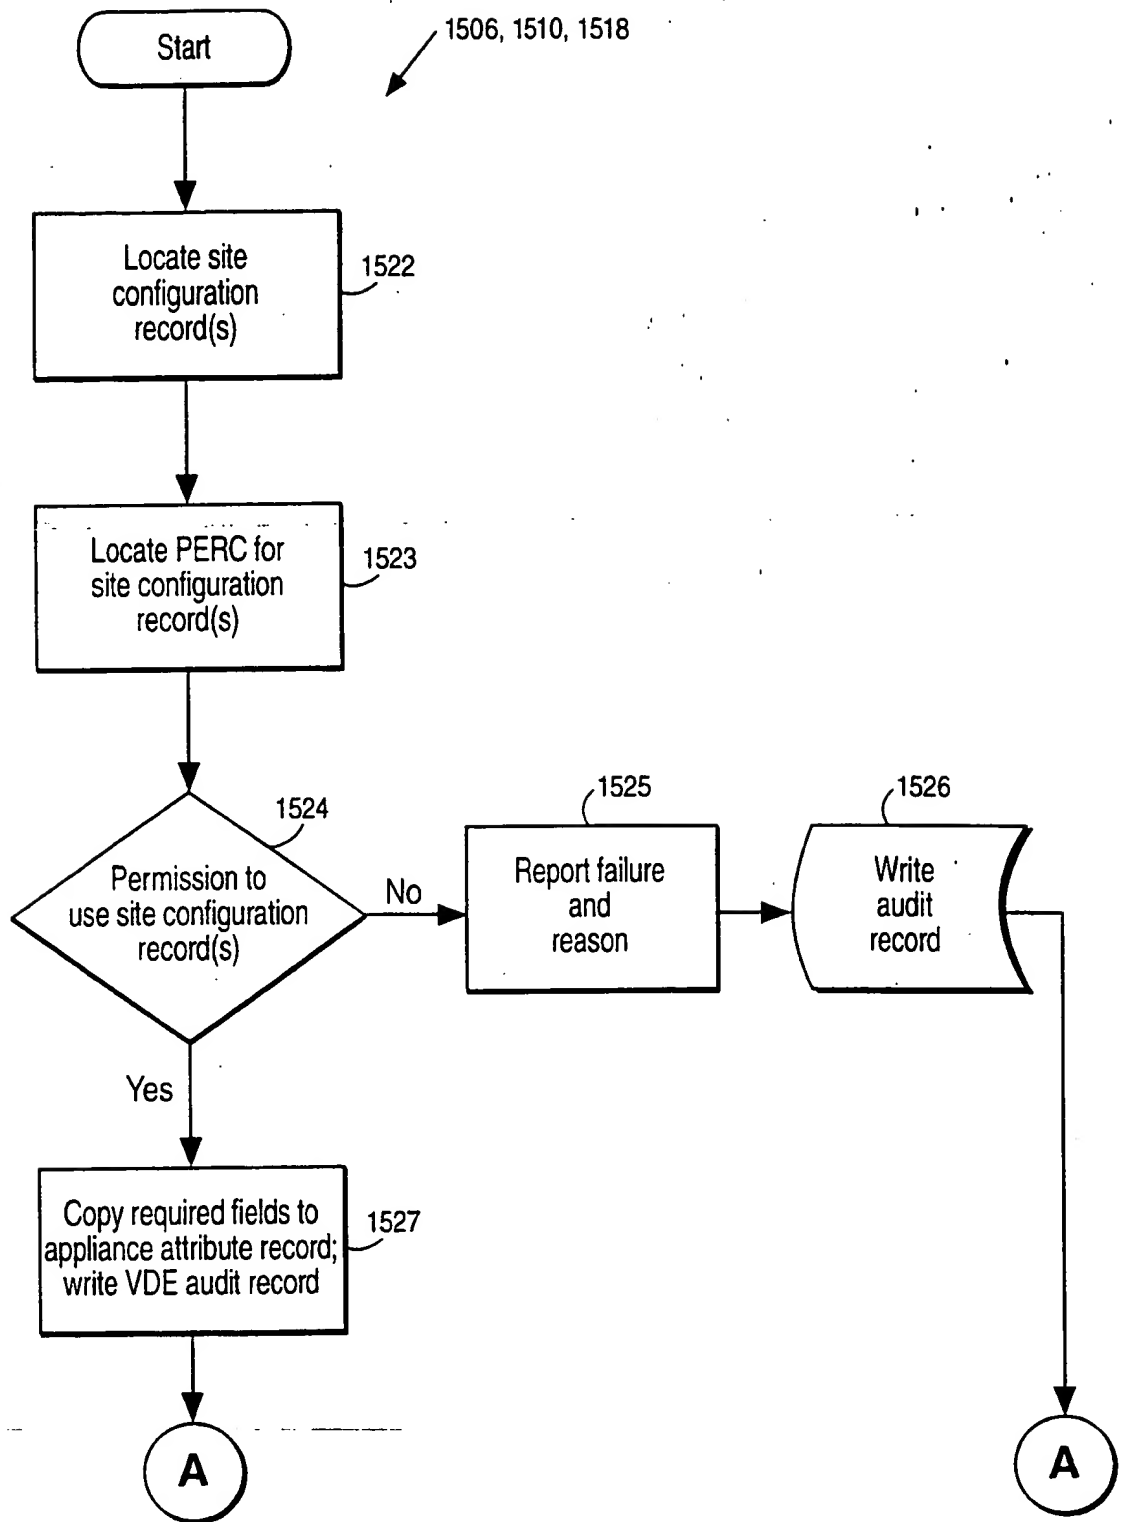 Start
1506, 1510, 1518
Locate site
configuration
record(s)
1522
Locate PERC for
site configuration
record(s)
1523
1524
Permission to
use site configuration
record(s)
No
1525
Report failure
and
reason
1526
Write
audit
record
Yes
Copy required fields to
appliance attribute record;
write VDE audit record
1527
A
A